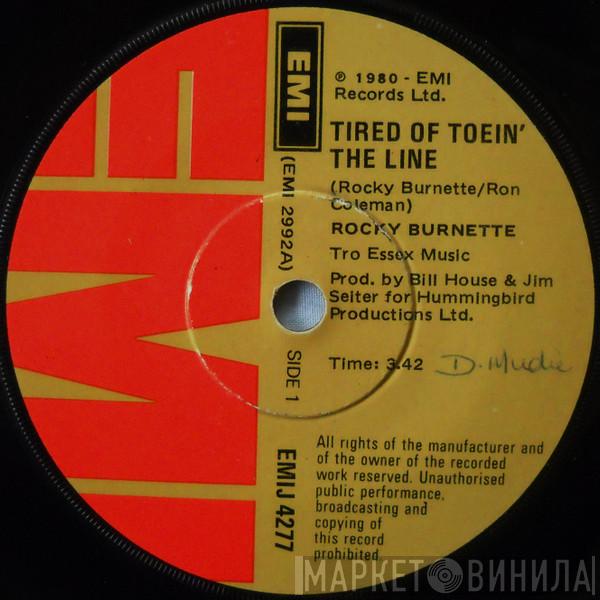 EMI
EMI
℗ 1980 - EMI
Records Ltd.
TIRED OF TOEIN'
THE LINE
(Rocky Burnette/Ron
Coleman)
ROCKY BURNETTE
Tro Essex Music
Prod. by Bill House & Jim
Seiter for Hummingbird
Productions Ltd.
(EMI 2992A)
SIDE 1
EMIJ 4277
Time: 3.42
D. Mudie
All rights of the manufacturer and
of the owner of the recorded
work reserved. Unauthorised
public performance,
broadcasting and
copying of
this record
prohibited
МАРКЕТ ВИНИЛА